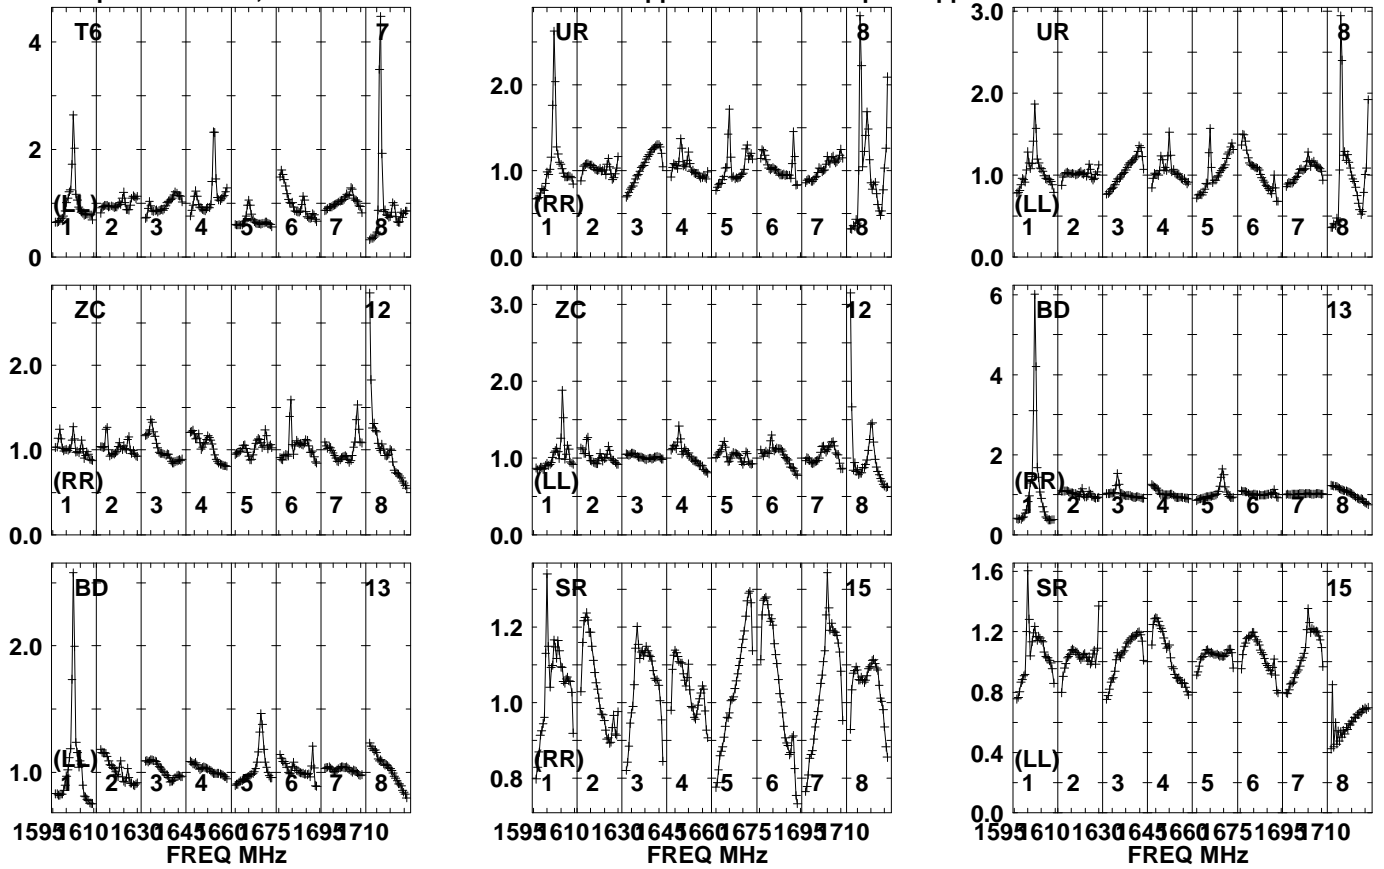 T6 7
4
2
0
(LL)
1 2 3 4 5 6 7 8
UR 8
2.0
1.0
0.0
(RR)
1 2 3 4 5 6 7 8
UR 8
3.0
2.0
1.0
0.0
(LL)
1 2 3 4 5 6 7 8
ZC 12
2.0
1.0
0.0
(RR)
1 2 3 4 5 6 7 8
ZC 12
3.0
2.0
1.0
0.0
(LL)
1 2 3 4 5 6 7 8
BD 13
6
4
2
0
(RR)
1 2 3 4 5 6 7 8
BD 13
2.0
1.0
(LL)
1 2 3 4 5 6 7 8
1595 1610 1630 1645 1660 1675 1695 1710
FREQ MHz
SR 15
1.2
1.0
0.8
(RR)
1 2 3 4 5 6 7 8
1595 1610 1630 1645 1660 1675 1695 1710
FREQ MHz
SR 15
1.6
1.2
0.8
0.4
0.0
(LL)
1 2 3 4 5 6 7 8
1595 1610 1630 1645 1660 1675 1695 1710
FREQ MHz